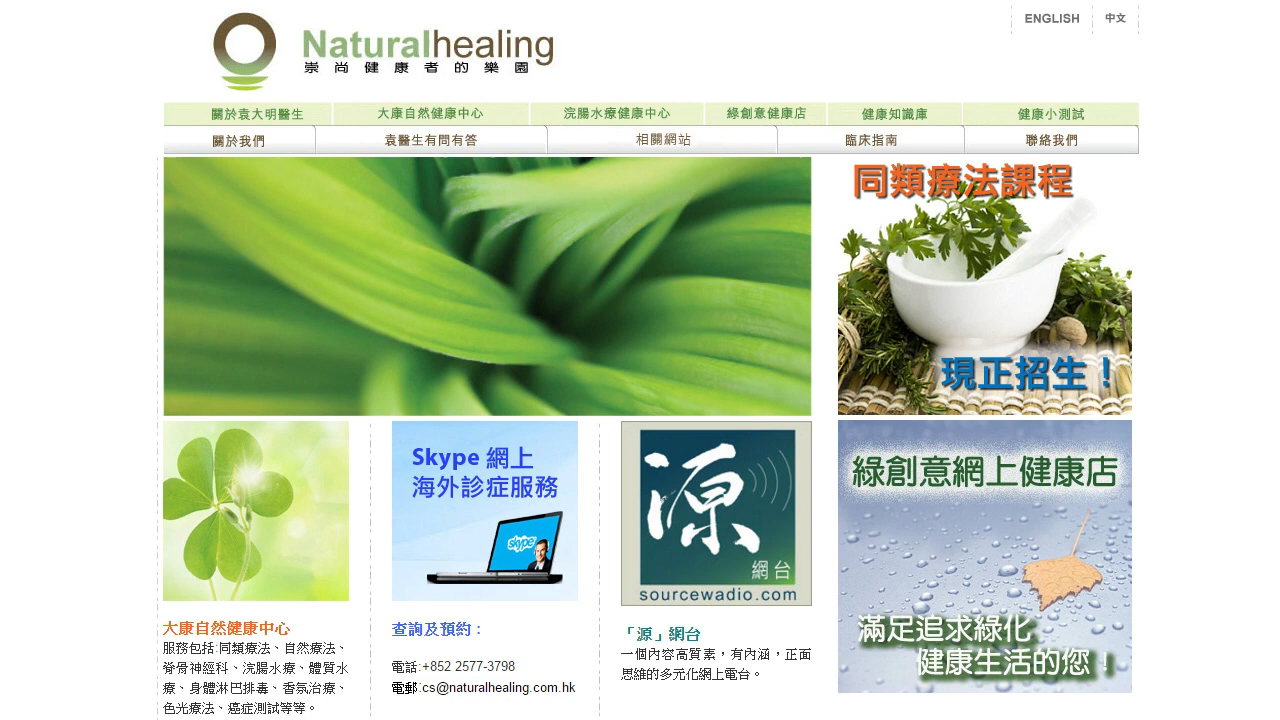 ENGLISH 中文
Naturalhealing
崇尚健康者的樂園
關於袁大明醫生 大康自然健康中心 浣腸水療健康中心 綠創意健康店 健康知識庫 健康小測試
關於我們 袁醫生有問有答 相關網站 臨床指南 聯絡我們
同類療法課程
現正招生！
Skype 網上
海外診症服務
skype
源
網台
sourcewadio.com
綠創意網上健康店
滿足追求綠化
健康生活的您！
大康自然健康中心
服務包括:同類療法、自然療法、
脊骨神經科、浣腸水療、體質水
療、身體淋巴排毒、香氛治療、
色光療法、癌症測試等等。
查詢及預約：
電話:+852 2577-3798
電郵:cs@naturalhealing.com.hk
「源」網台
一個內容高質素，有內涵，正面
思維的多元化網上電台。